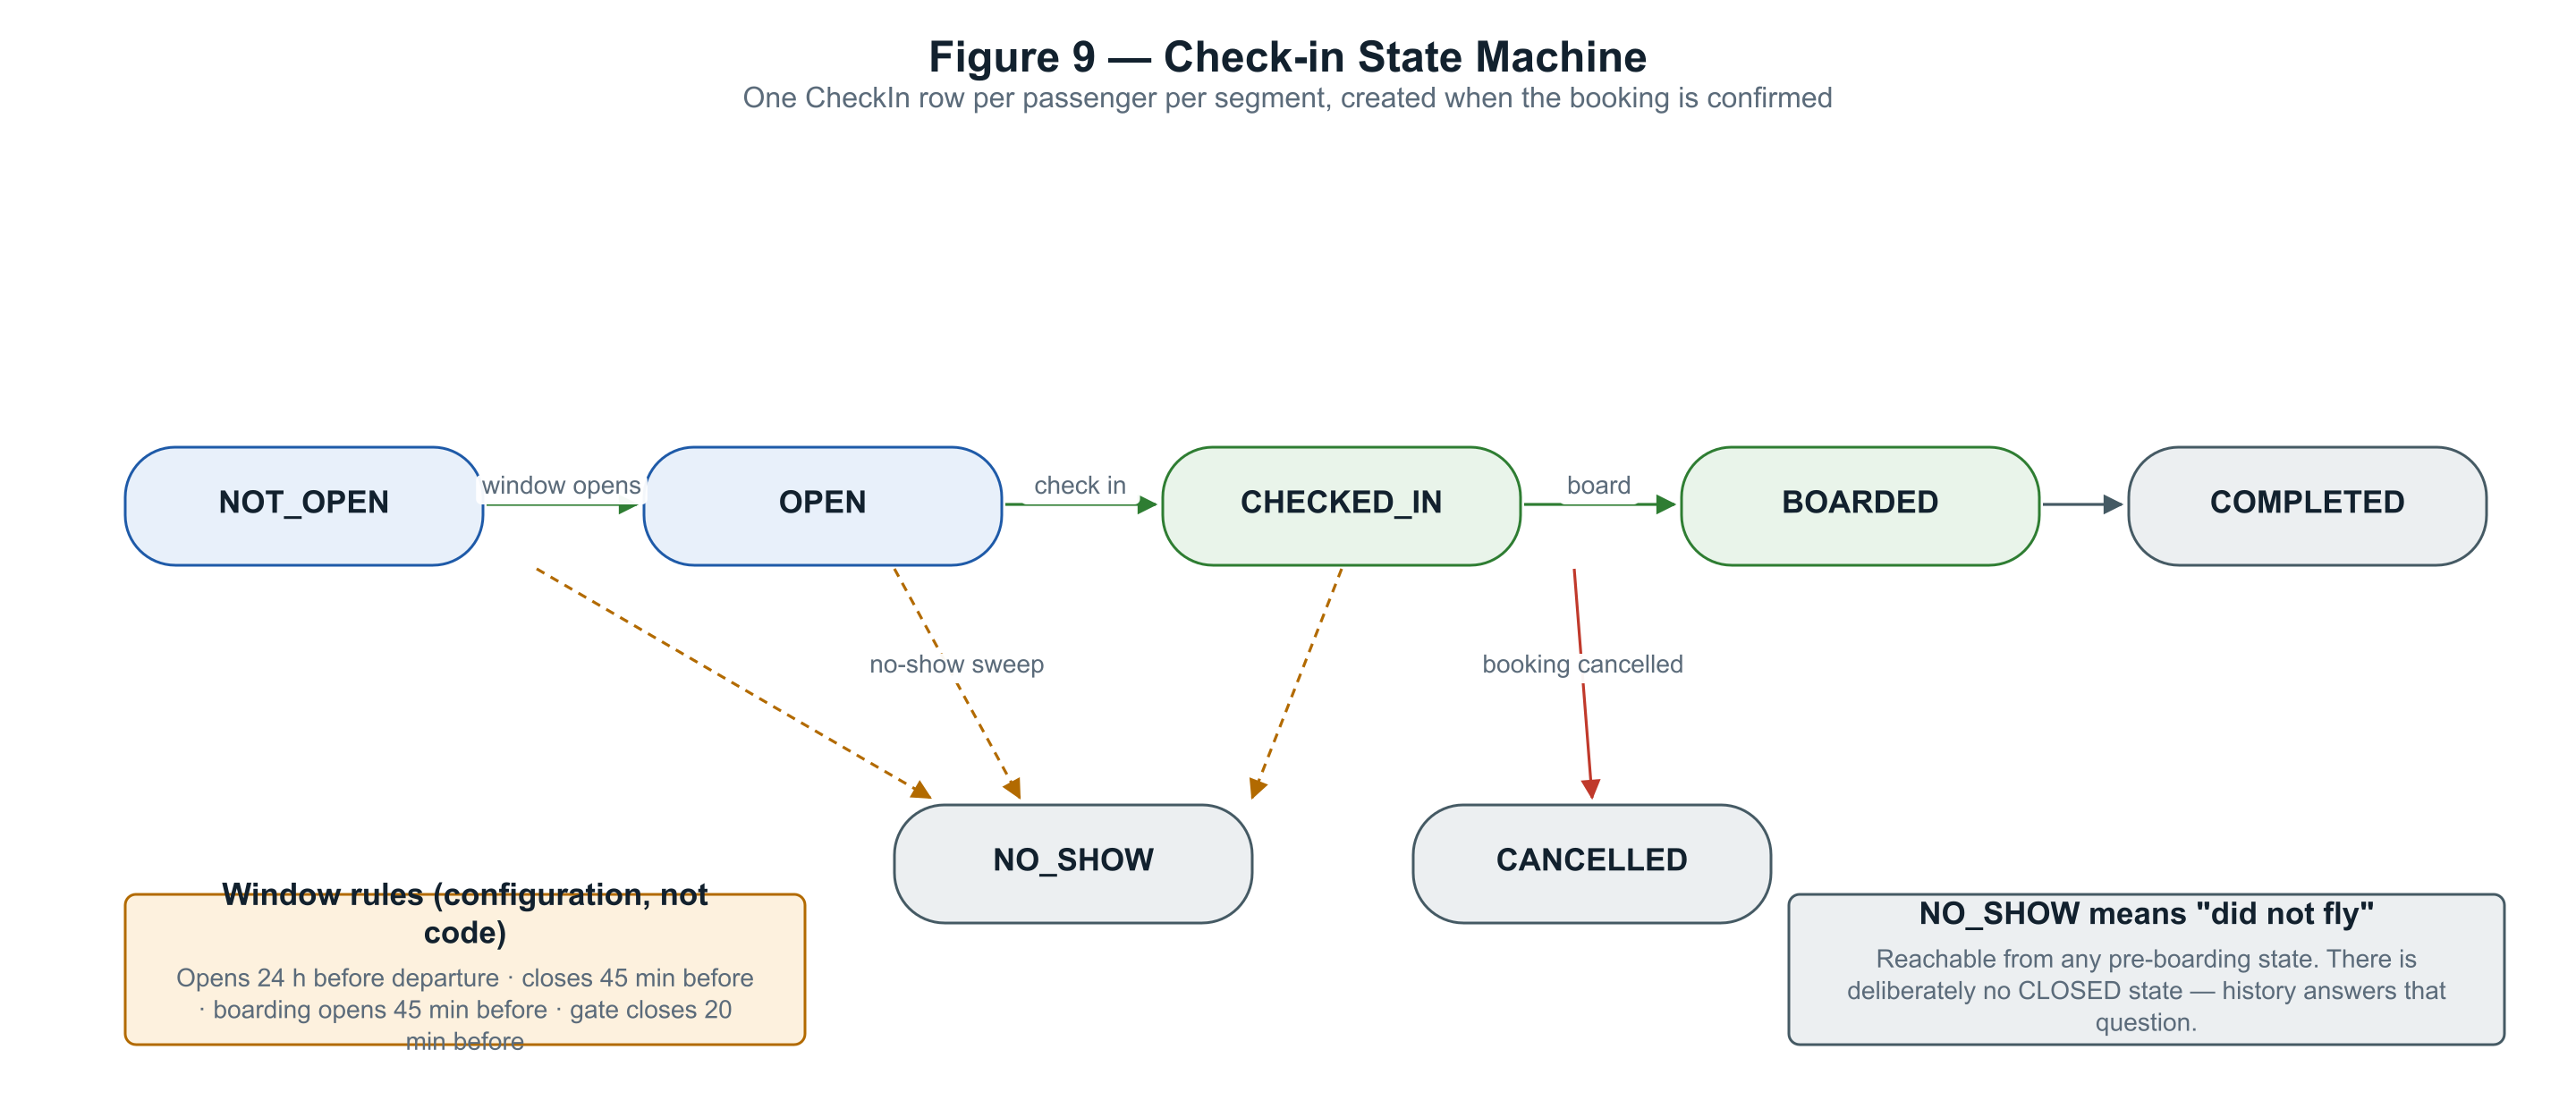 Figure 9 — Check-in State Machine
One CheckIn row per passenger per segment, created when the booking is confirmed
NOT_OPEN
window opens
OPEN
check in
CHECKED_IN
board
BOARDED
COMPLETED
no-show sweep
booking cancelled
NO_SHOW
CANCELLED
Window rules (configuration, not
code)
Opens 24 h before departure · closes 45 min before
· boarding opens 45 min before · gate closes 20
min before
NO_SHOW means "did not fly"
Reachable from any pre-boarding state. There is
deliberately no CLOSED state — history answers that
question.